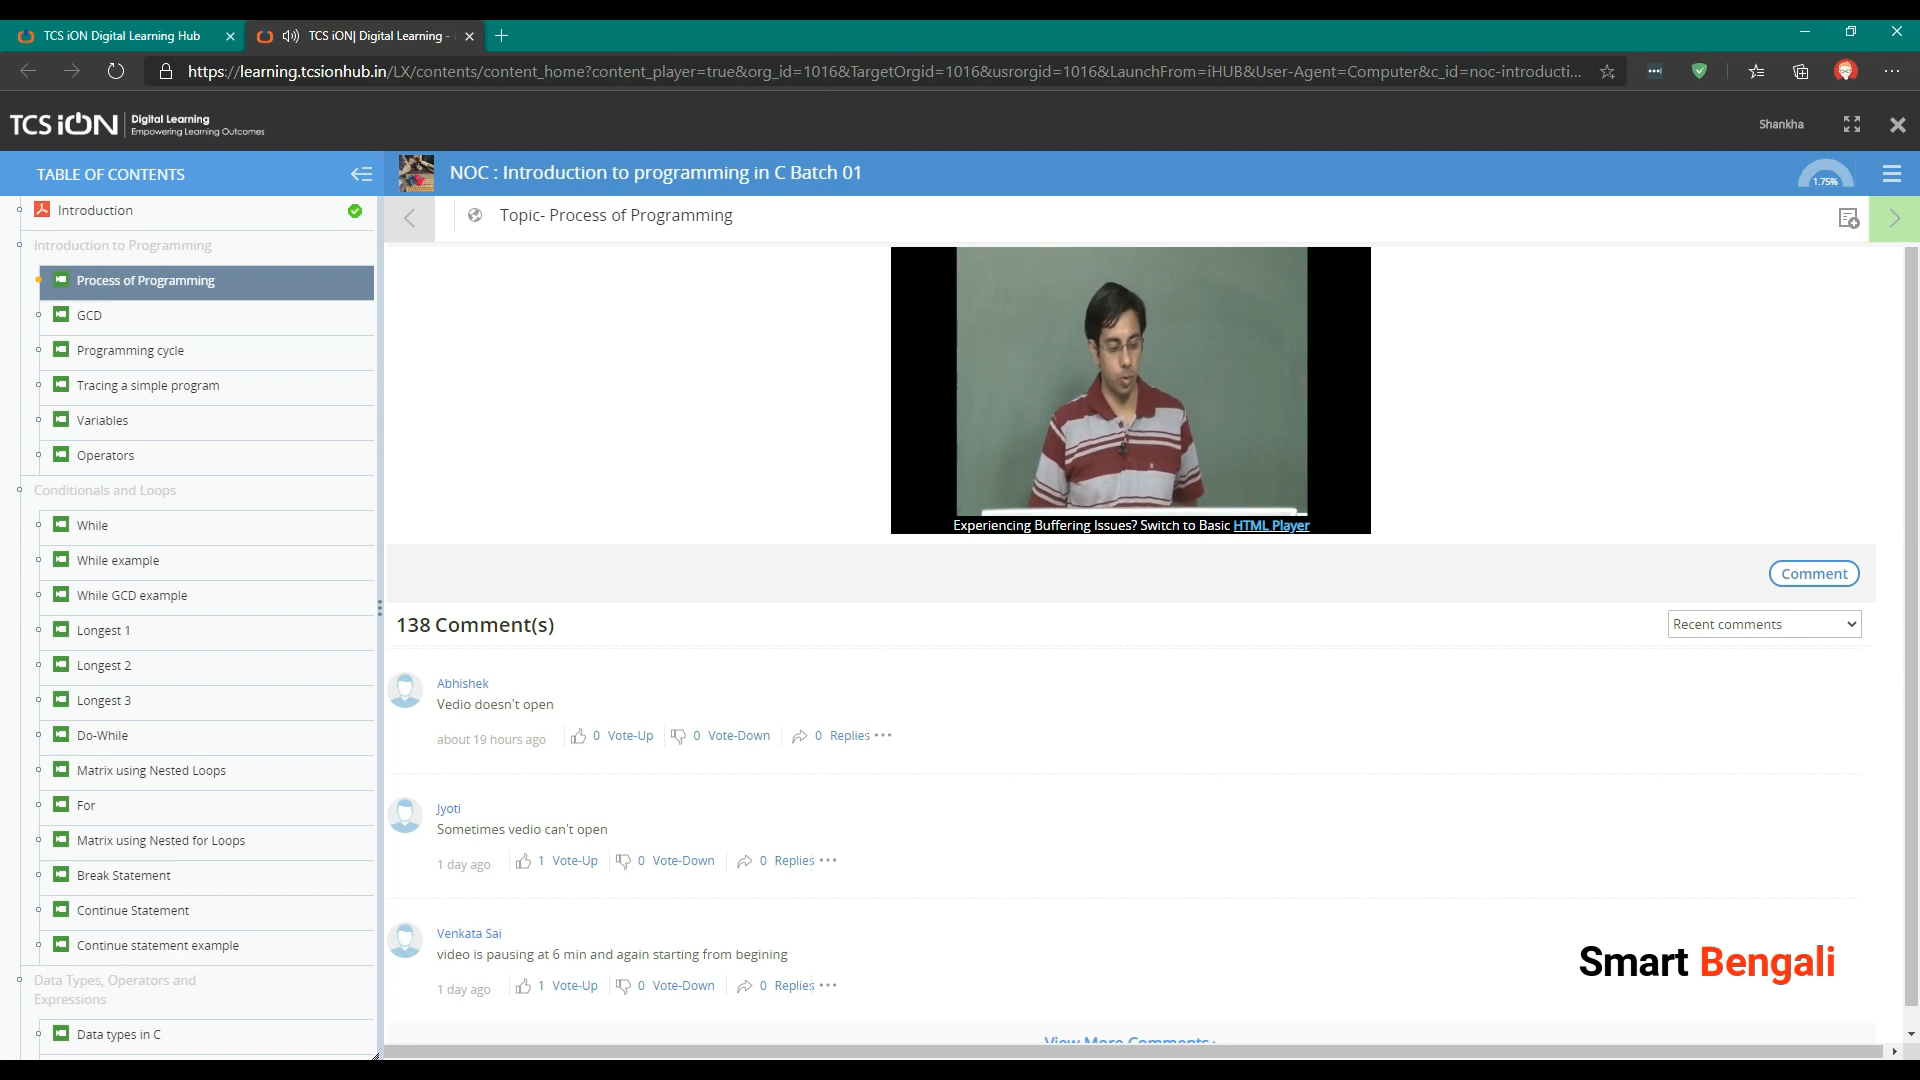 TCS iON Digital Learning Hub
TCS iON| Digital Learning -
https://learning.tcsionhub.in/LX/contents/content_home?content_player=true&org_id=1016&TargetOrgid=1016&usrorgid=1016&LaunchFrom=iHUB&User-Agent=Computer&c_id=noc-introducti...
TCS iON
Digital Learning
Empowering Learning Outcomes
Shankha
TABLE OF CONTENTS
NOC : Introduction to programming in C Batch 01
1.75%
Introduction
Introduction to Programming
Process of Programming
GCD
Programming cycle
Tracing a simple program
Variables
Operators
Conditionals and Loops
While
While example
While GCD example
Longest 1
Longest 2
Longest 3
Do-While
Matrix using Nested Loops
For
Matrix using Nested for Loops
Break Statement
Continue Statement
Continue statement example
Data Types, Operators and
Expressions
Data types in C
Topic- Process of Programming
Experiencing Buffering Issues? Switch to Basic HTML Player
Comment
138 Comment(s)
Recent comments
Abhishek
Vedio doesn't open
about 19 hours ago 0 Vote-Up 0 Vote-Down 0 Replies
Jyoti
Sometimes vedio can't open
1 day ago 1 Vote-Up 0 Vote-Down 0 Replies
Venkata Sai
video is pausing at 6 min and again starting from begining
1 day ago 1 Vote-Up 0 Vote-Down 0 Replies
View More Comments
Smart Bengali